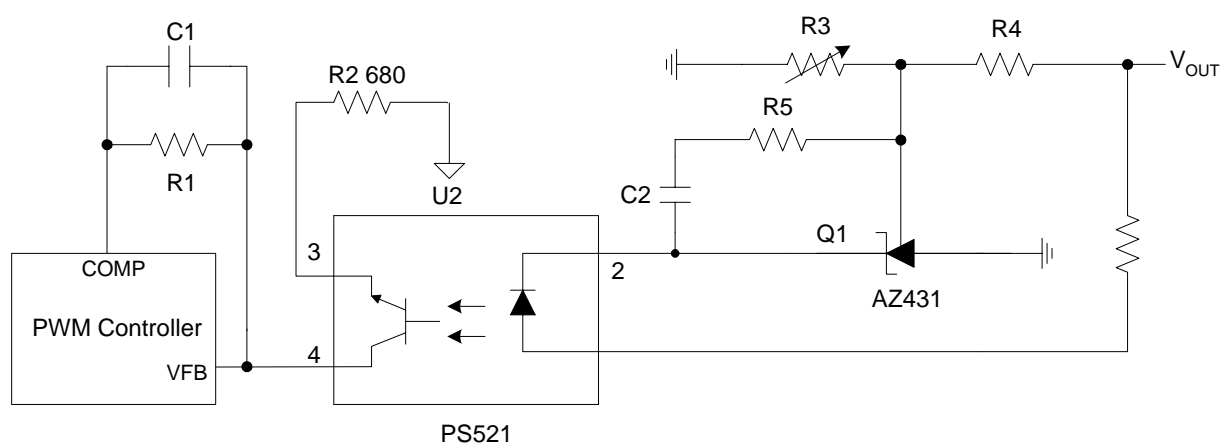 C1
R1
R2 680
U2
R3
R4
VOUT
R5
C2
Q1
AZ431
3
2
4
COMP
PWM Controller
VFB
PS521